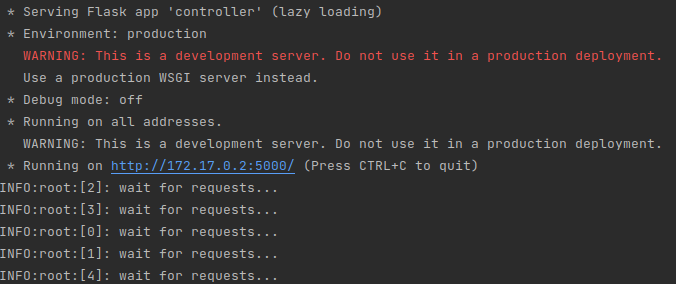 * Serving Flask app 'controller' (lazy loading)
* Environment: production
WARNING: This is a development server. Do not use it in a production deployment.
Use a production WSGI server instead.
* Debug mode: off
* Running on all addresses.
WARNING: This is a development server. Do not use it in a production deployment.
* Running on http://172.17.0.2:5000/ (Press CTRL+C to quit)
INFO:root:[2]: wait for requests...
INFO:root:[3]: wait for requests...
INFO:root:[0]: wait for requests...
INFO:root:[1]: wait for requests...
INFO:root:[4]: wait for requests...